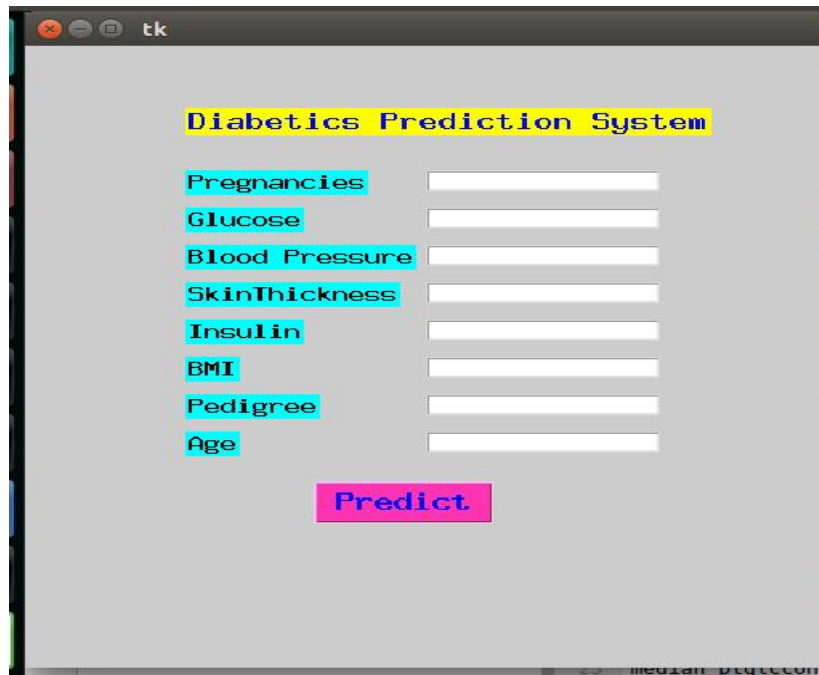 tk
Diabetics Prediction System
Pregnancies
Glucose
Blood Pressure
SkinThickness
Insulin
BMI
Pedigree
Age
Predict